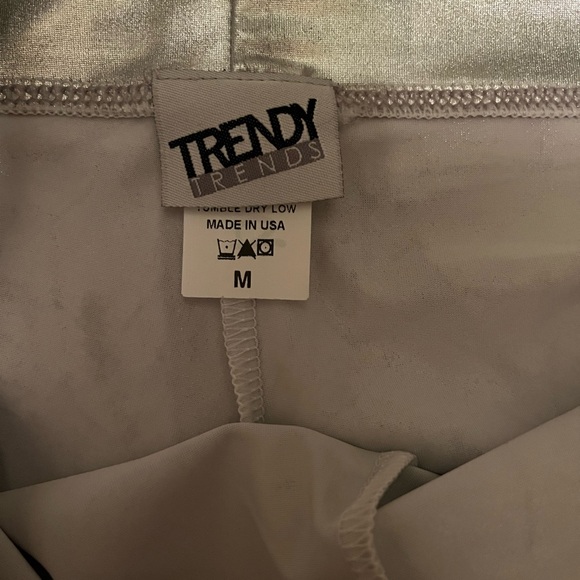 TRENDY
TRENDS
TUMBLE DRY LOW
MADE IN USA
M